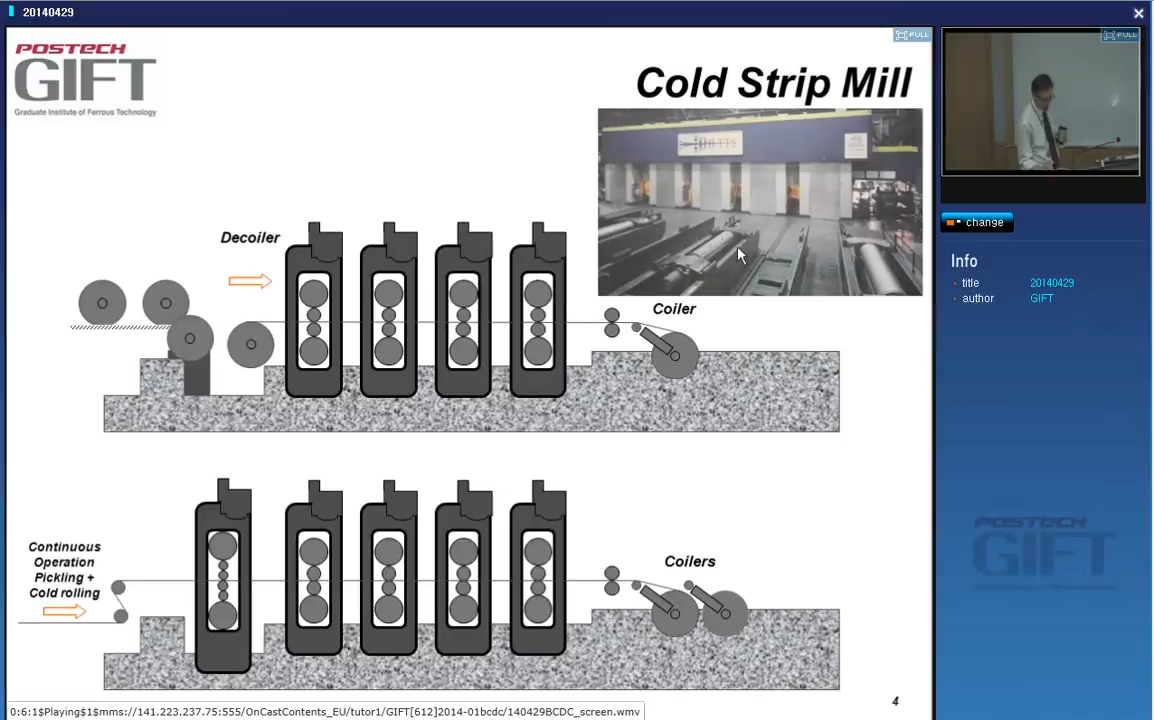 20140429
POSTECH
GIFT
Graduate Institute of Ferrous Technology
FULL
Cold Strip Mill
Decoiler
Coiler
Continuous
Operation
Pickling +
Cold rolling
Coilers
4
0:6:1$Playing$1$mms://141.223.237.75:555/OnCastContents_EU/tutor1/GIFT[612]2014-01bcdc/140429BCDC_screen.wmv
FULL
change
Info
title 20140429
author GIFT
POSTECH
GIFT